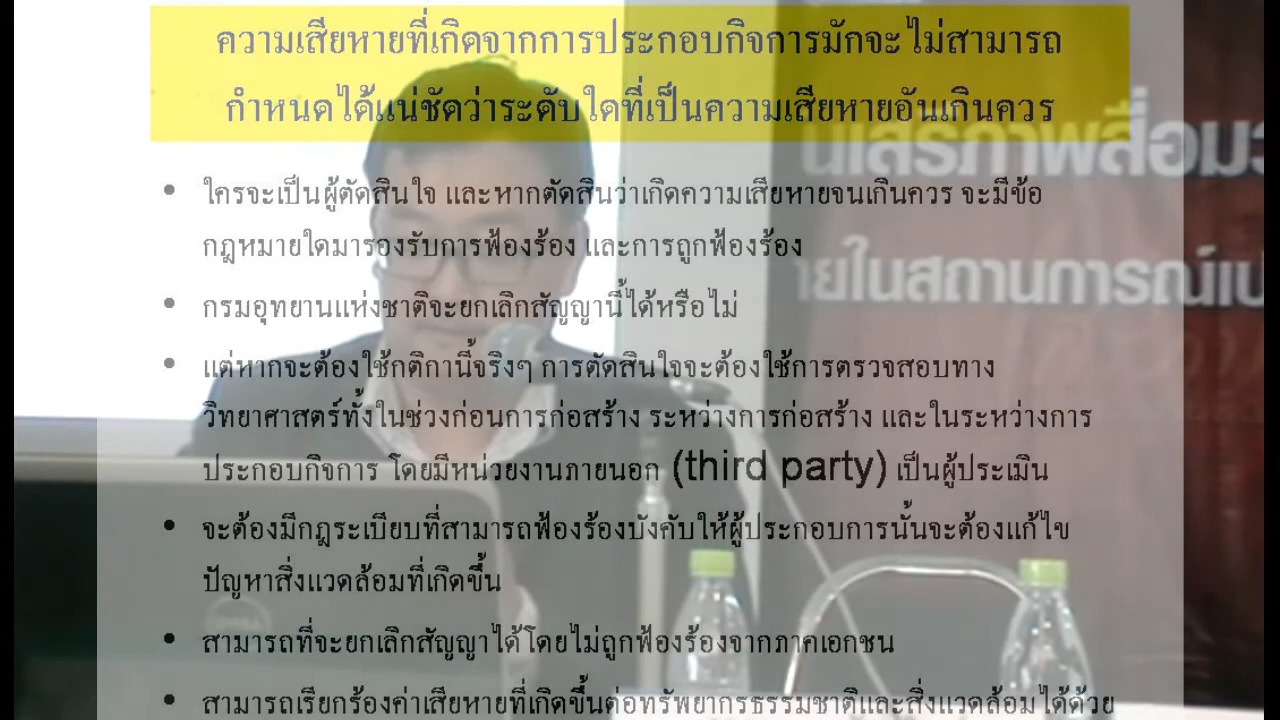 ความเสียหายที่เกิดจากการประกอบกิจการมักจะไม่สามารถ
กำหนดได้แน่ชัดว่าระดับใดที่เป็นความเสียหายอันเกินควร
• ใครจะเป็นผู้ตัดสินใจ และหากตัดสินว่าเกิดความเสียหายจนเกินควร จะมีข้อ
กฎหมายใดมารองรับการฟ้องร้อง และการถูกฟ้องร้อง
• กรมอุทยานแห่งชาติจะยกเลิกสัญญานี้ได้หรือไม่
• แต่หากจะต้องใช้กติกานี้จริงๆ การตัดสินใจจะต้องใช้การตรวจสอบทาง
วิทยาศาสตร์ทั้งในช่วงก่อนการก่อสร้าง ระหว่างการก่อสร้าง และในระหว่างการ
ประกอบกิจการ โดยมีหน่วยงานภายนอก (third party) เป็นผู้ประเมิน
• จะต้องมีกฎระเบียบที่สามารถฟ้องร้องบังคับให้ผู้ประกอบการนั้นจะต้องแก้ไข
ปัญหาสิ่งแวดล้อมที่เกิดขึ้น
• สามารถที่จะยกเลิกสัญญาได้โดยไม่ถูกฟ้องร้องจากภาคเอกชน
• สามารถเรียกร้องค่าเสียหายที่เกิดขึ้นต่อทรัพยากรธรรมชาติและสิ่งแวดล้อมได้ด้วย
นเสรีภาพสื่อมว
ายในสถานการณ์เป
DELL